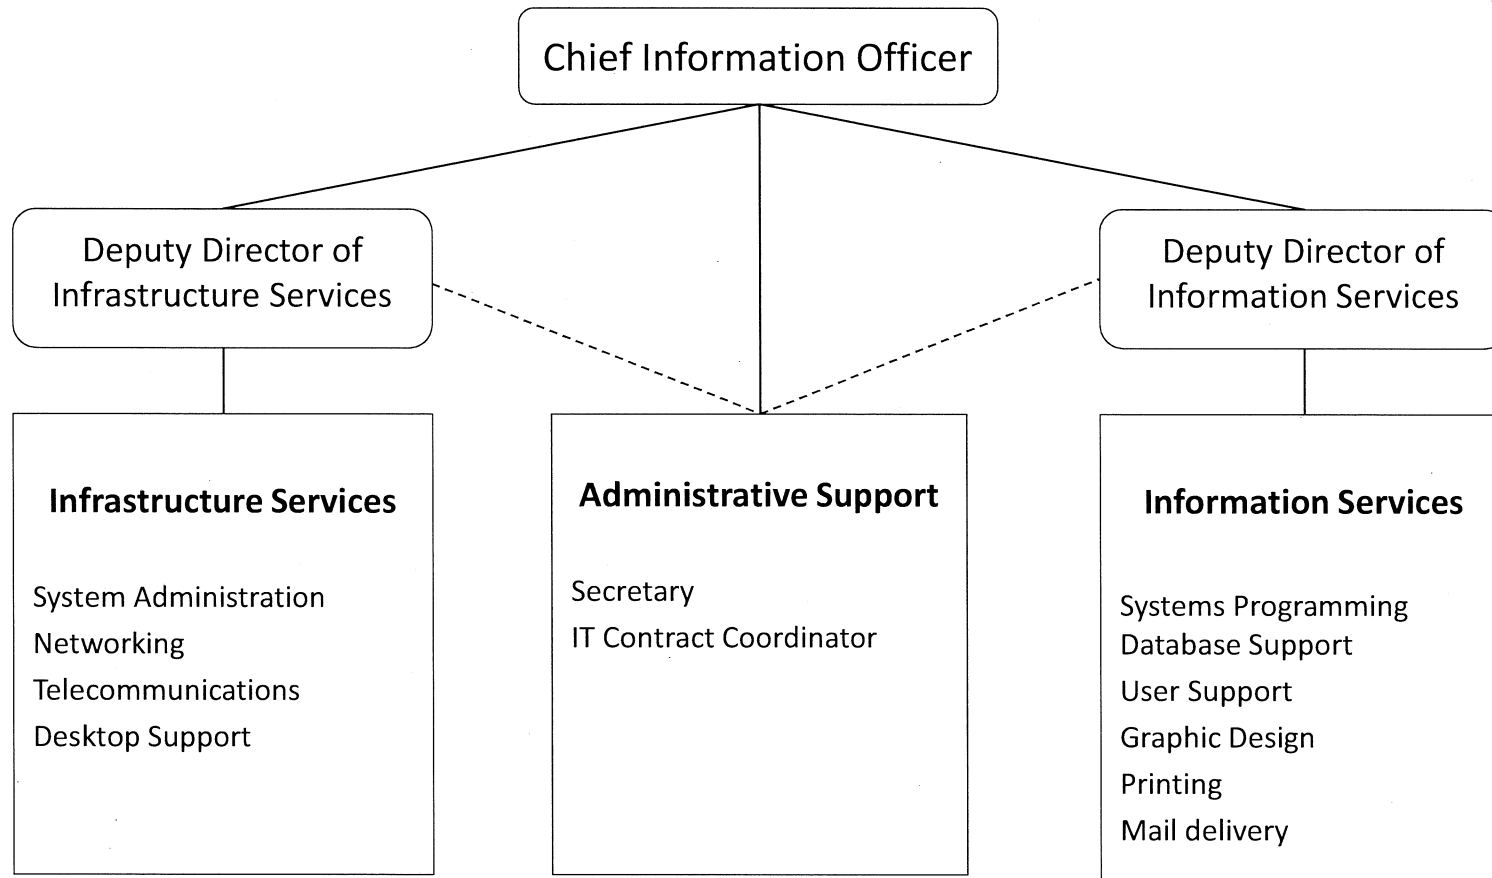 Chief Information Officer
Deputy Director of
Infrastructure Services
Deputy Director of
Information Services
Infrastructure Services
System Administration
Networking
Telecommunications
Desktop Support
Administrative Support
Secretary
IT Contract Coordinator
Information Services
Systems Programming
Database Support
User Support
Graphic Design
Printing
Mail delivery